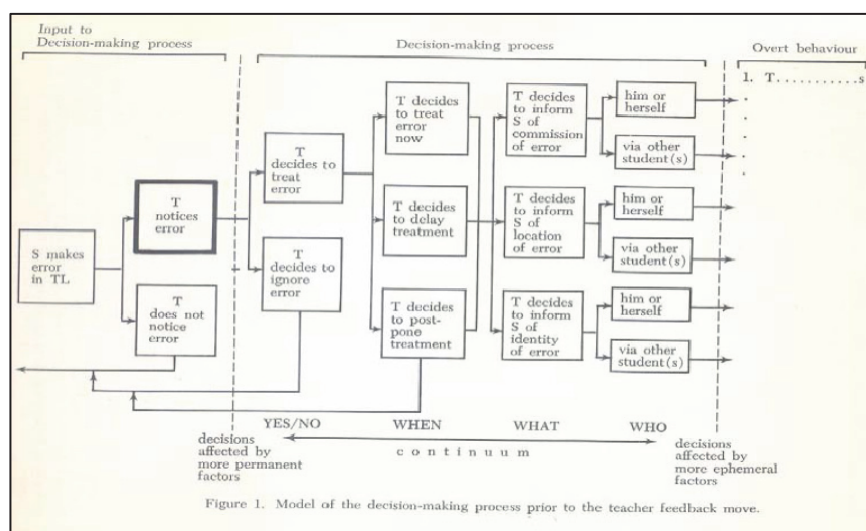 Input to
Decision-making process
Decision-making process
Overt behaviour
1. T...........s
S makes
error
in TL
T
notices
error
T
does not
notice
error
T
decides to
treat
error
T
decides to
ignore
error
T decides
to treat
error
now
T decides
to delay
treatment
T decides
to post-
pone
treatment
T decides
to inform
S of
commission
of error
T decides
to inform
S of
location
of error
T decides
to inform
S of
identity
of error
him or
herself
via other
student(s)
him or
herself
via other
student(s)
him or
herself
via other
student(s)
YES/NO
WHEN
WHAT
WHO
continuum
decisions
affected by
more permanent
factors
decisions
affected by
more ephemeral
factors
Figure 1. Model of the decision-making process prior to the teacher feedback move.